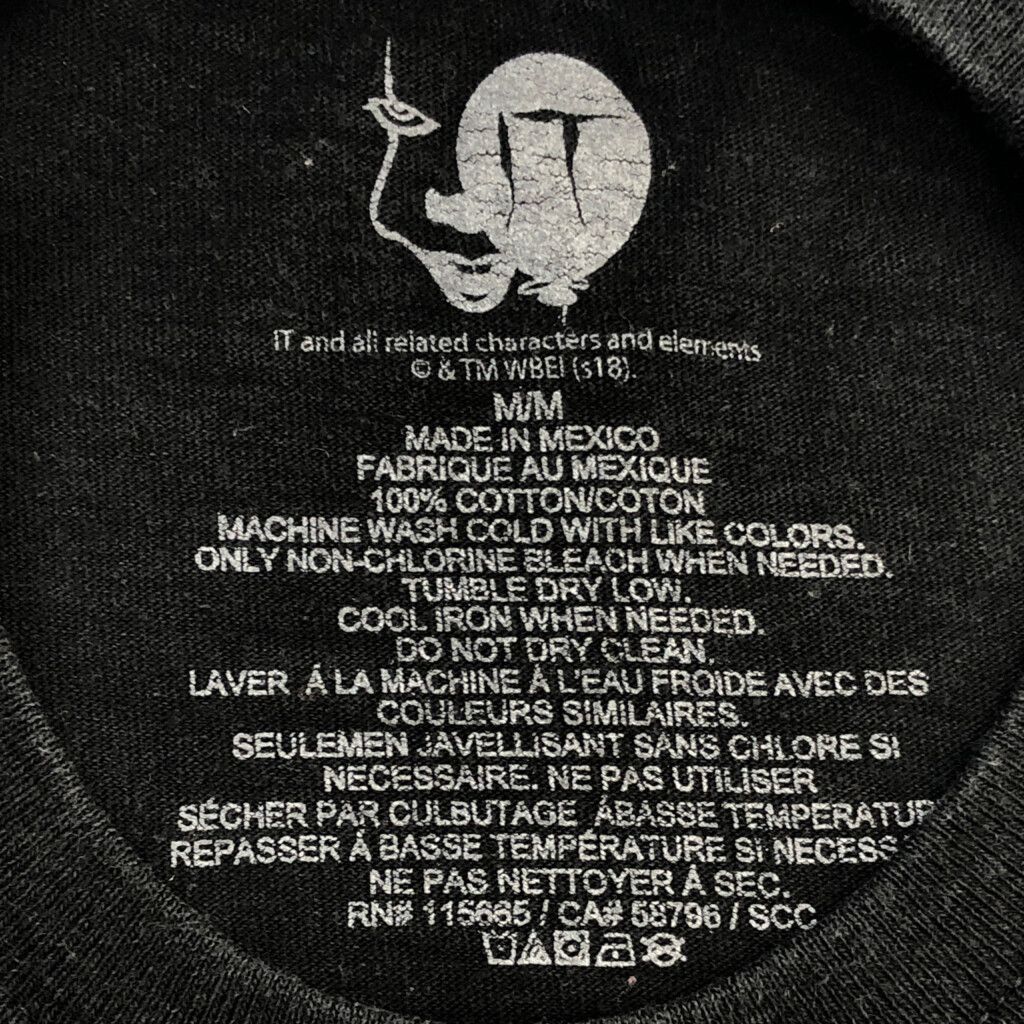 IT
IT and all related characters and elements
© & TM WBEI (s18).
M/M
MADE IN MEXICO
FABRIQUE AU MEXIQUE
100% COTTON/COTON
MACHINE WASH COLD WITH LIKE COLORS.
ONLY NON-CHLORINE BLEACH WHEN NEEDED.
TUMBLE DRY LOW.
COOL IRON WHEN NEEDED.
DO NOT DRY CLEAN.
LAVER Á LA MACHINE À L'EAU FROIDE AVEC DES
COULEURS SIMILAIRES.
SEULEMEN JAVELLISANT SANS CHLORE SI
NECESSAIRE. NE PAS UTILISER
SÉCHER PAR CULBUTAGE ÁBASSE TEMPERATUR
REPASSER Á BASSE TEMPÉRATURE SI NECESS
NE PAS NETTOYER Á SEC.
RN# 115665 / CA# 58796 / SCC